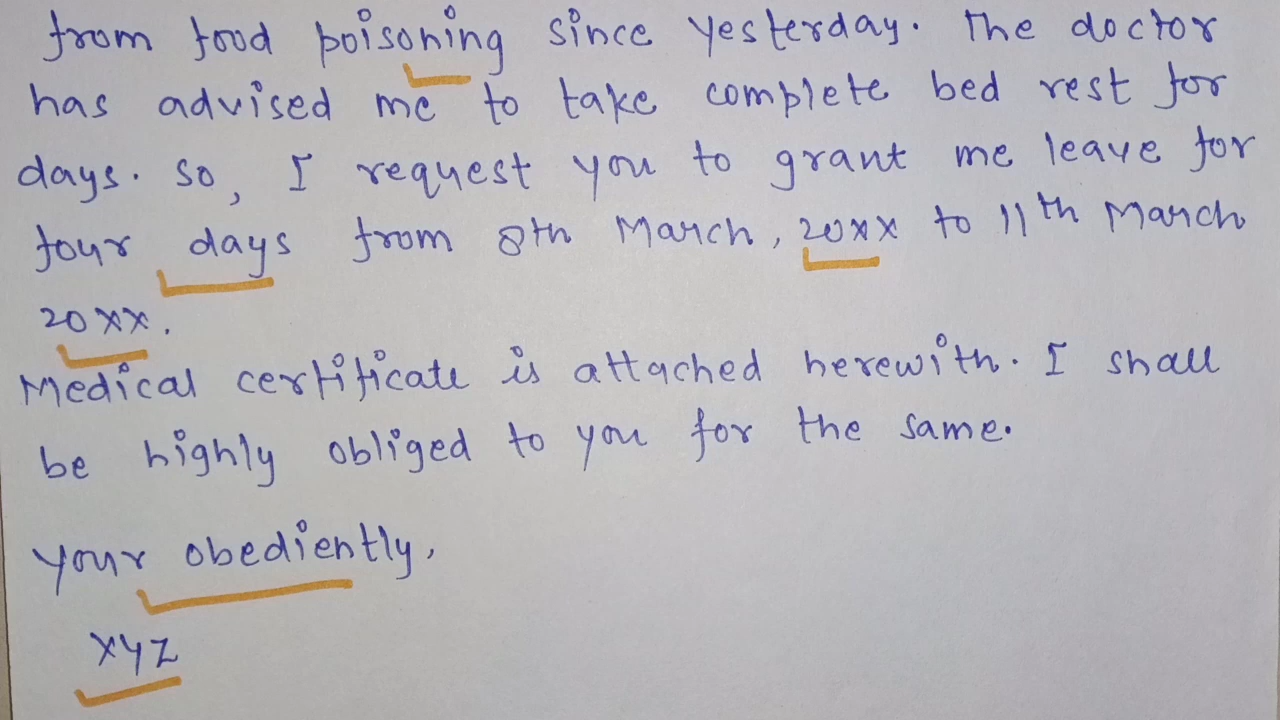 from food poisoning since yesterday. The doctor
has advised me to take complete bed rest for
days. so, I request you to grant me leave for
four days from 8th March, 20xx to 11th March
20xx.
Medical certificate is attached herewith. I shall
be highly obliged to you for the same.
your obediently,
XYZ